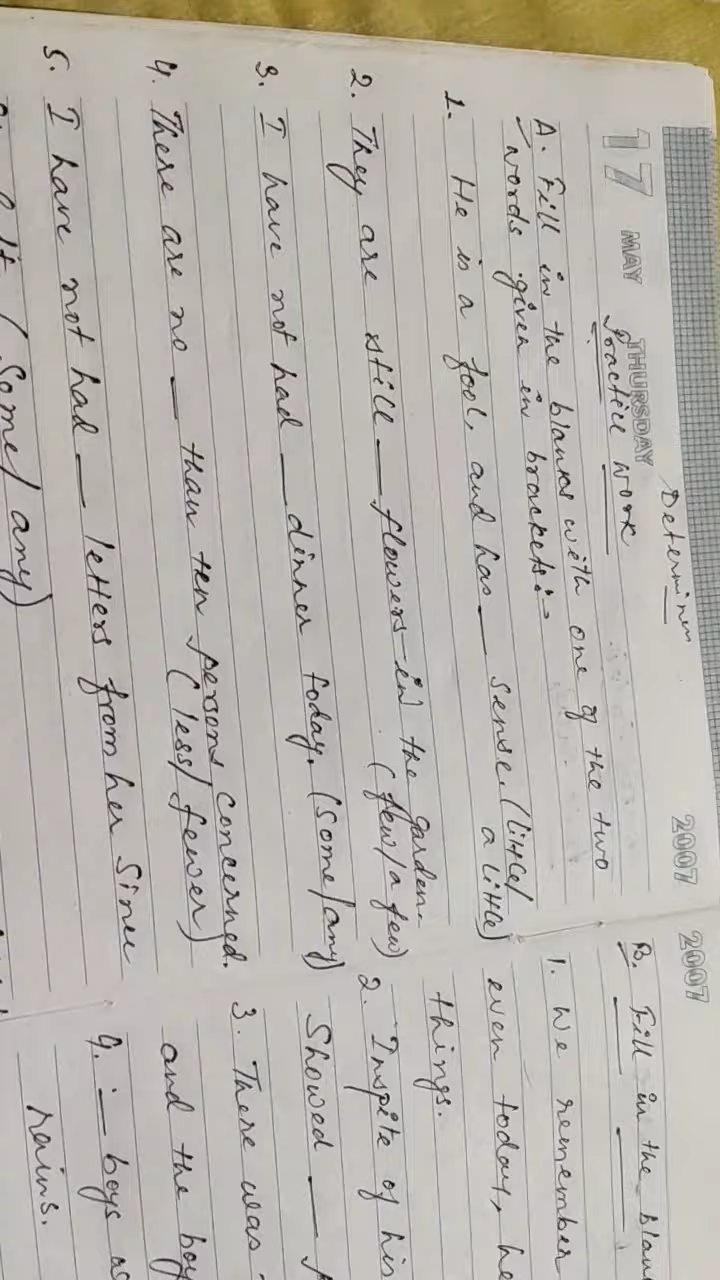 Determiners
17 MAY THURSDAY 2007
Practice work
A. Fill in the blanks with one of the two
words given in brackets:-
1. He is a fool, and has __ sense. (little/
a little)
2. They are still __ flowers in the garden.
(few/a few)
3. I have not had __ dinner today. (some/any)
4. There are no __ than ten persons concerned.
(less/fewer)
5. I have not had __ letters from her since
(Some/any)
2007
B. Fill in the
1. We remember
even today, he
things.
2. Inspite of his
Showed __
3. There was
and the boy
4. __ boys
rains.